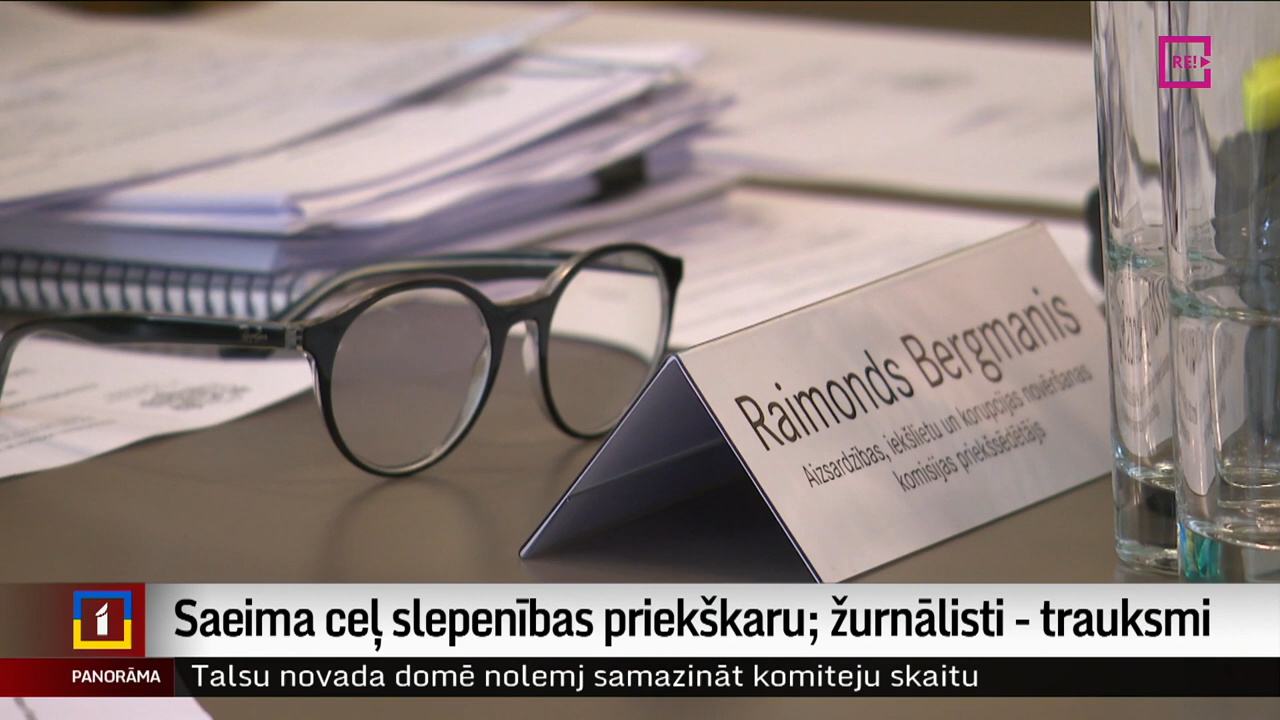 RE!
Raimonds Bergmanis
Aizsardzības, iekšlietu un korupcijas novēršanas
komisijas priekšsēdētājs
1
Saeima ceļ slepenības priekškaru; žurnālisti - trauksmi
PANORĀMA
Talsu novada domē nolemj samazināt komiteju skaitu